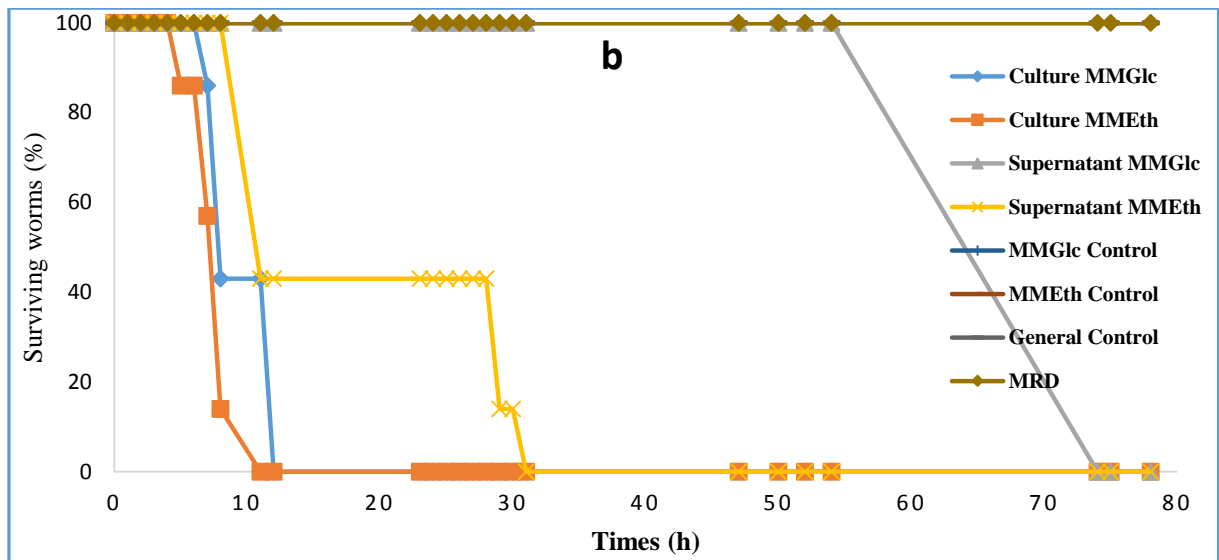 100
80
60
40
20
0
Surviving worms (%)
b
Culture MMGlc
Culture MMEth
Supernatant MMGlc
Supernatant MMEth
MMGlc Control
MMEth Control
General Control
MRD
0 10 20 30 40 50 60 70 80
Times (h)